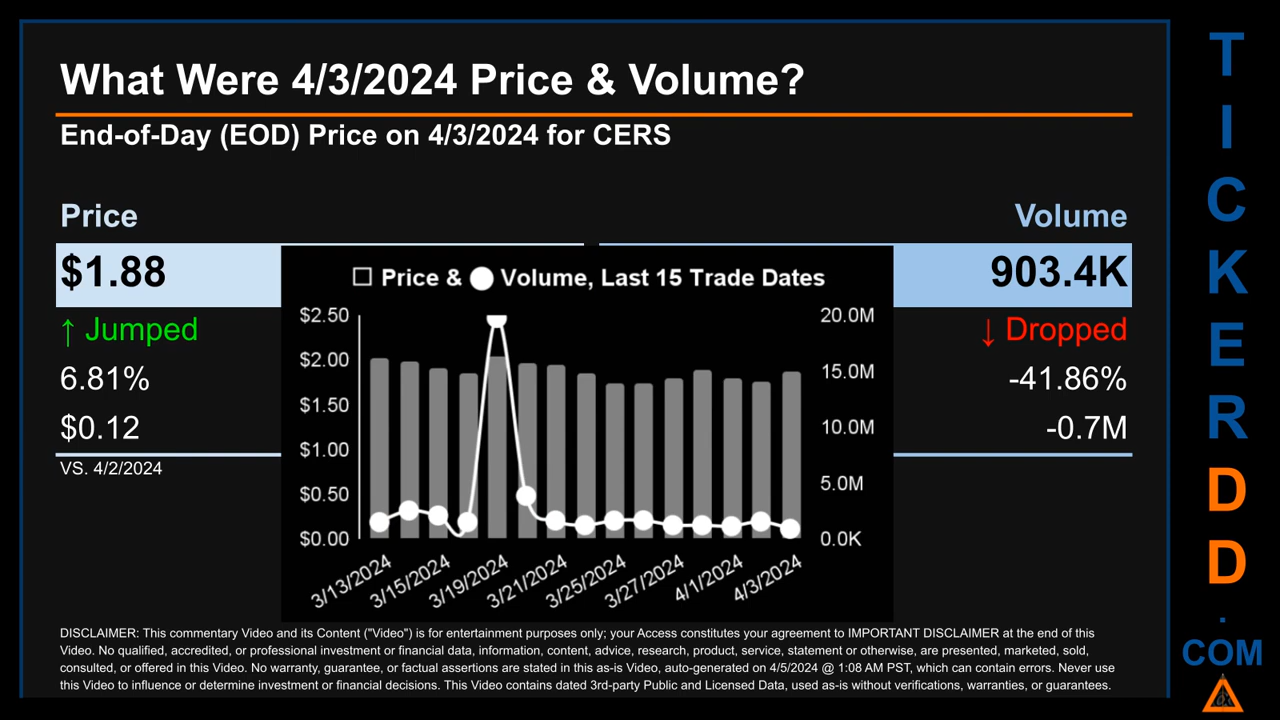 What Were 4/3/2024 Price & Volume?
End-of-Day (EOD) Price on 4/3/2024 for CERS
Price
Volume
$1.88
903.4K
↑ Jumped
↓ Dropped
6.81%
-41.86%
$0.12
-0.7M
VS. 4/2/2024
Price & Volume, Last 15 Trade Dates
$2.50
$2.00
$1.50
$1.00
$0.50
$0.00
20.0M
15.0M
10.0M
5.0M
0.0K
3/13/2024
3/15/2024
3/19/2024
3/21/2024
3/25/2024
3/27/2024
4/1/2024
4/3/2024
DISCLAIMER: This commentary Video and its Content ("Video") is for entertainment purposes only; your Access constitutes your agreement to IMPORTANT DISCLAIMER at the end of this
Video. No qualified, accredited, or professional investment or financial data, information, content, advice, research, product, service, statement or otherwise, are presented, marketed, sold,
consulted, or offered in this Video. No warranty, guarantee, or factual assertions are stated in this as-is Video, auto-generated on 4/5/2024 @ 1:08 AM PST, which can contain errors. Never use
this Video to influence or determine investment or financial decisions. This Video contains dated 3rd-party Public and Licensed Data, used as-is without verifications, warranties, or guarantees.
T
I
C
K
E
R
D
D
.
COM